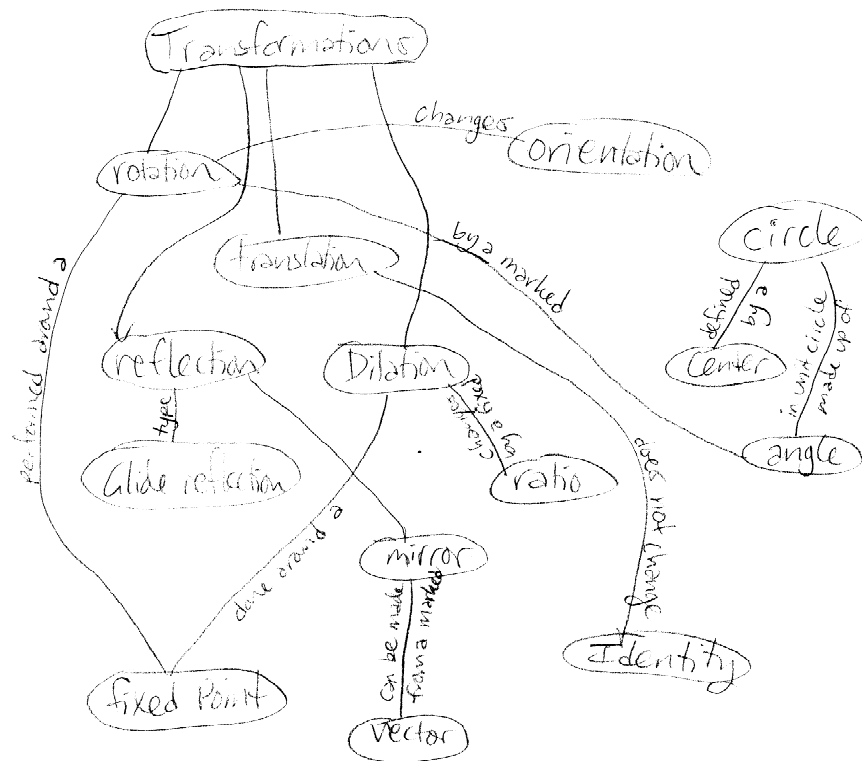 Transformations
changes
orientation
rotation
by a marked
translation
circle
performed around a
reflection
Dilation
defined
by a
in unit circle
made up of
center
type
changes
by a fixed
Glide reflection
ratio
angle
does not change
done around a
mirror
can be made
from a marked
Identity
fixed Point
vector